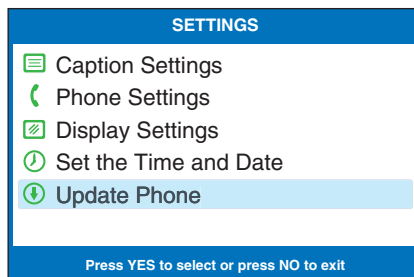 SETTINGS
Caption Settings
Phone Settings
Display Settings
Set the Time and Date
Update Phone
Press YES to select or press NO to exit